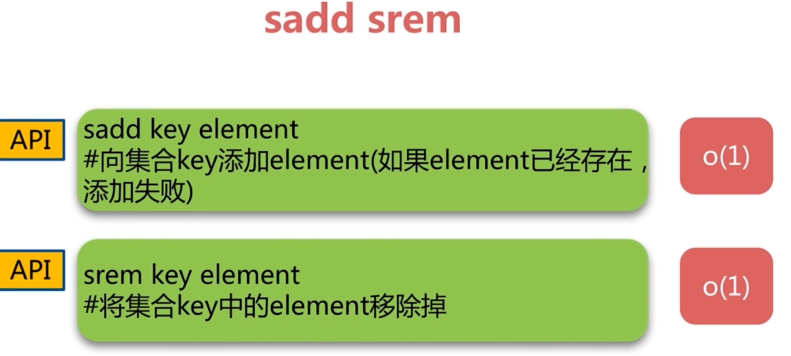 sadd srem
API
sadd key element
#向集合key添加element(如果element已经存在，
添加失败)
o(1)
API
srem key element
#将集合key中的element移除掉
o(1)